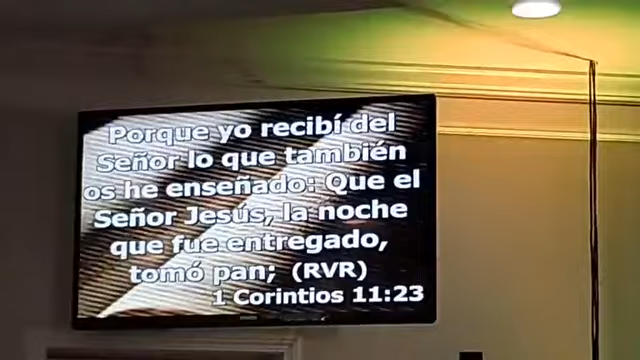 Porque yo recibí del
Señor lo que también
os he enseñado: Que el
Señor Jesús, la noche
que fue entregado,
tomó pan; (RVR)
1 Corintios 11:23